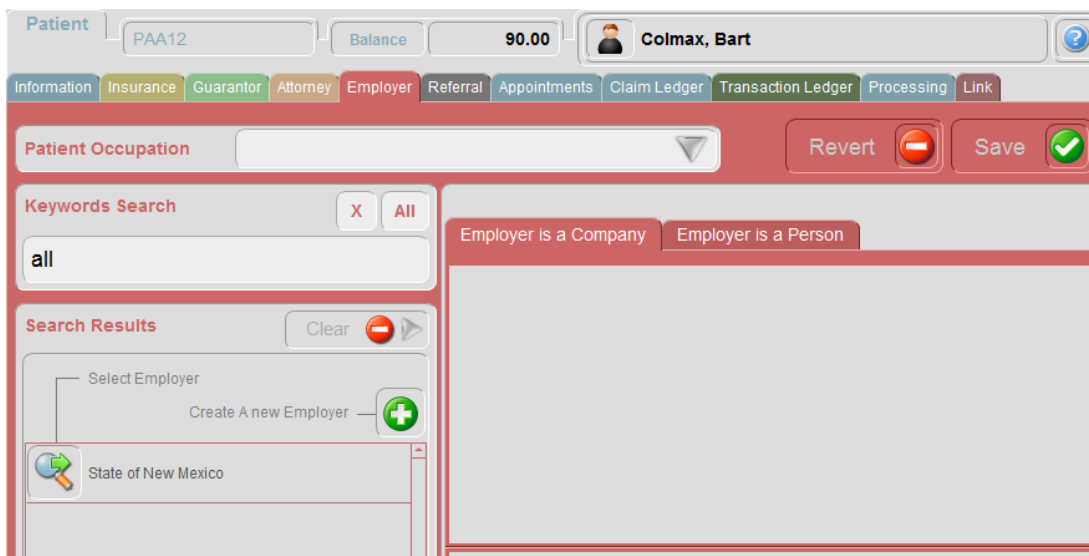 Patient PAA12 Balance 90.00 Colmax, Bart ?
Information Insurance Guarantor Attorney Employer Referral Appointments Claim Ledger Transaction Ledger Processing Link
Patient Occupation Revert Save
Keywords Search X All
all
Employer is a Company Employer is a Person
Search Results Clear
Select Employer
Create A new Employer
State of New Mexico